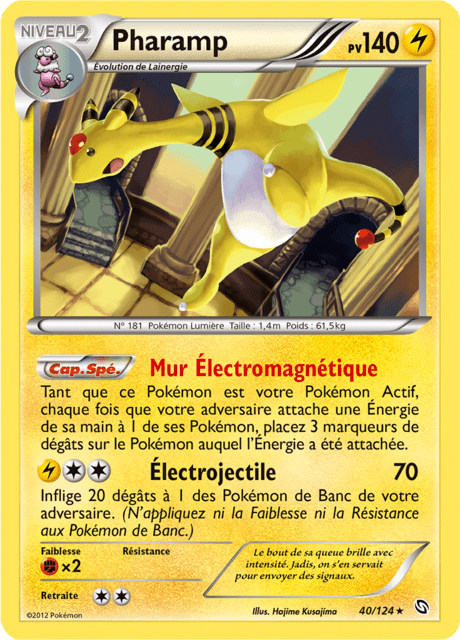 NIVEAU2
Pharamp
PV140
Évolution de Lainergie
N° 181 Pokémon Lumière Taille : 1,4m Poids : 61,5kg
Cap.Spé. Mur Électromagnétique
Tant que ce Pokémon est votre Pokémon Actif,
chaque fois que votre adversaire attache une Énergie
de sa main à 1 de ses Pokémon, placez 3 marqueurs de
dégâts sur le Pokémon auquel l'Énergie a été attachée.
Électrojectile 70
Inflige 20 dégâts à 1 des Pokémon de Banc de votre
adversaire. (N'appliquez ni la Faiblesse ni la Résistance
aux Pokémon de Banc.)
Faiblesse Résistance
×2
Le bout de sa queue brille avec
intensité. Jadis, on s'en servait
pour envoyer des signaux.
Retraite
©2012 Pokémon
Illus. Hajime Kusajima
40/124 ★